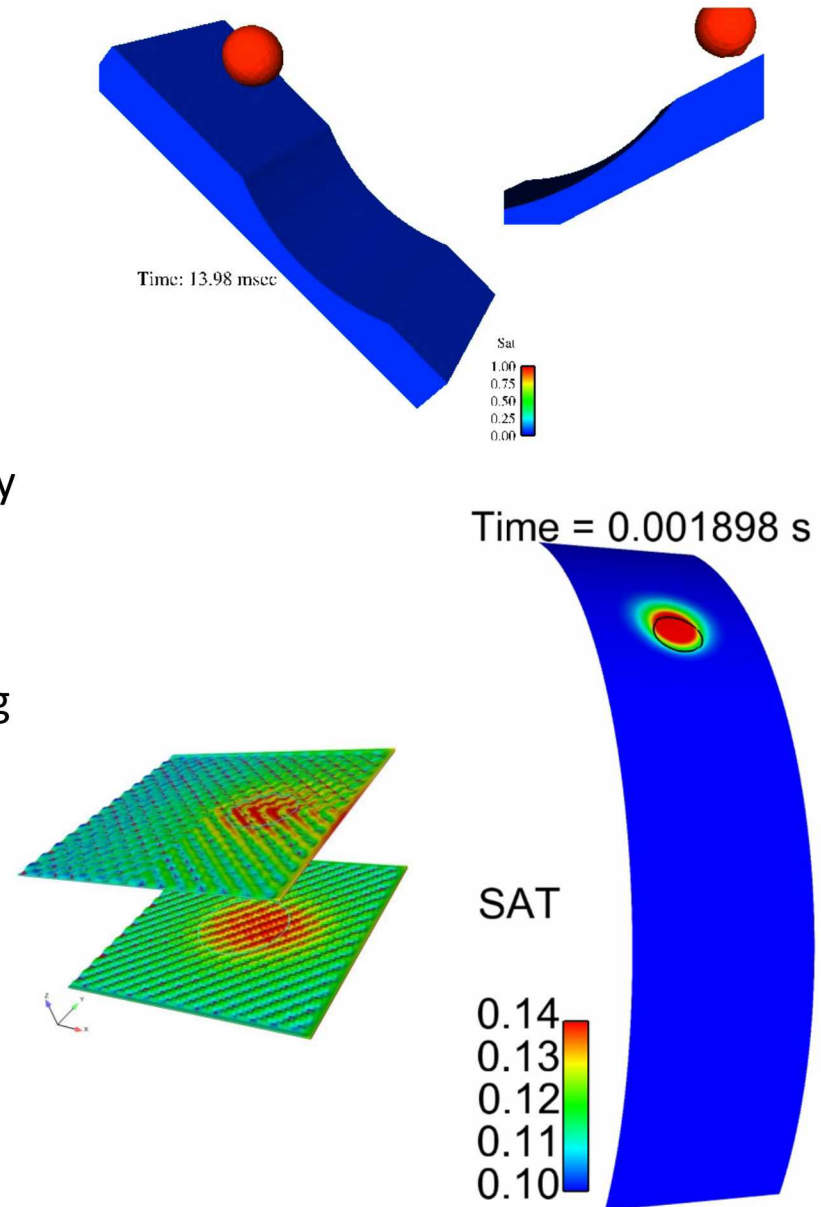 Time: 13.98 msec
Sat
1.00
0.75
0.50
0.25
0.00
y
Time = 0.001898 s
g
SAT
0.14
0.13
0.12
0.11
0.10
Z
Y
X